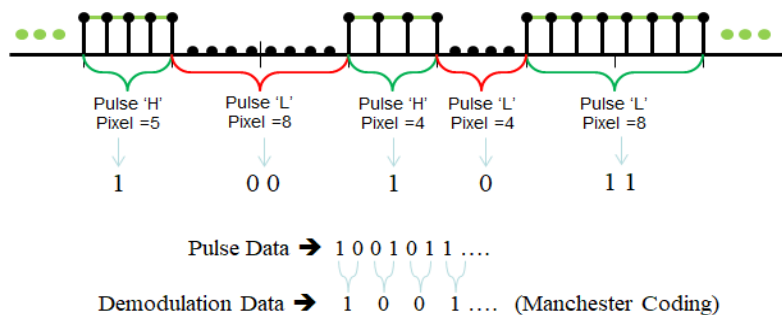 Pulse 'H' Pulse 'L' Pulse 'H' Pulse 'L' Pulse 'L'
Pixel =5 Pixel =8 Pixel =4 Pixel =4 Pixel =8
1 0 0 1 0 1 1
Pulse Data ➔ 1 0 0 1 0 1 1 ....
Demodulation Data ➔ 1 0 0 1 .... (Manchester Coding)